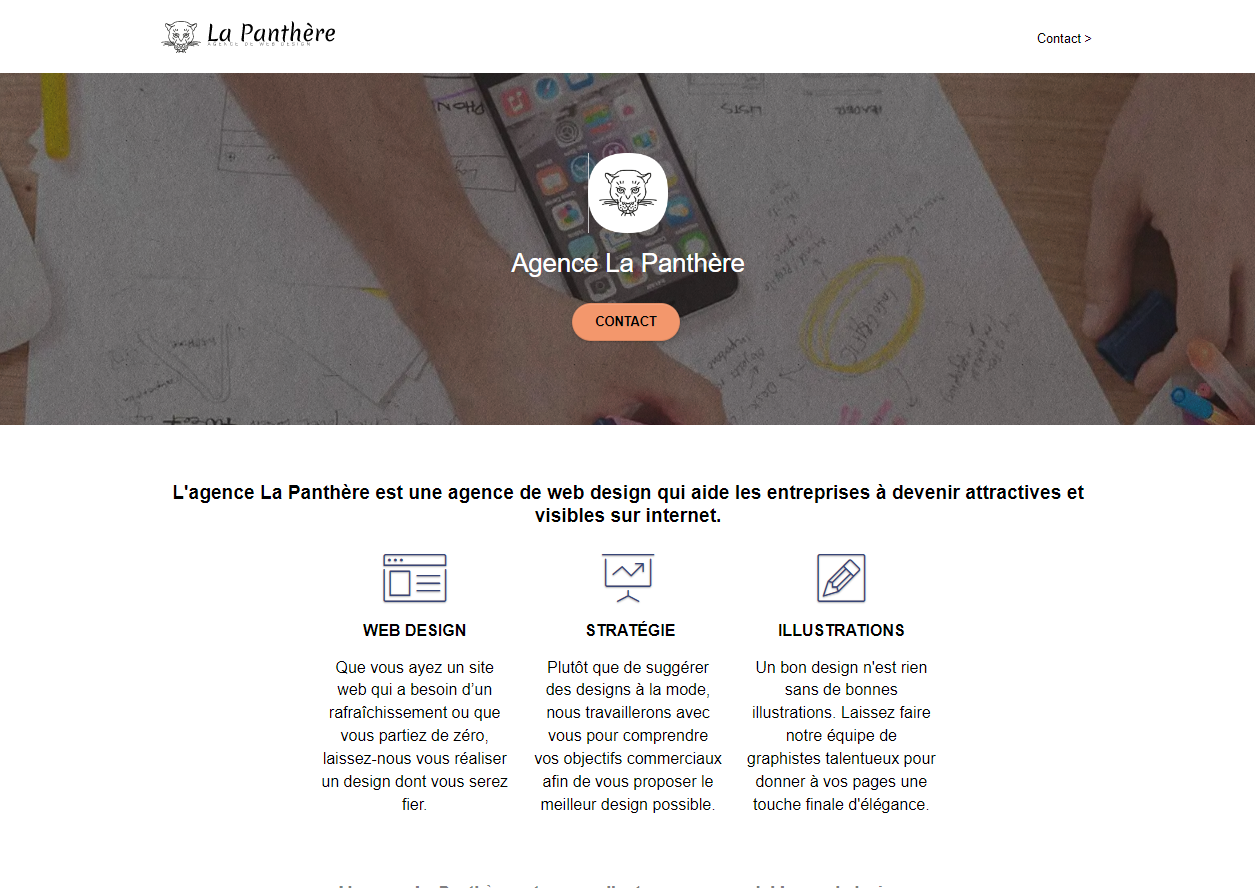 La Panthère
AGENCE DE WEB DESIGN
Contact >
LISTS
Agence La Panthère
CONTACT
L'agence La Panthère est une agence de web design qui aide les entreprises à devenir attractives et
visibles sur internet.
WEB DESIGN
Que vous ayez un site
web qui a besoin d’un
rafraîchissement ou que
vous partiez de zéro,
laissez-nous vous réaliser
un design dont vous serez
fier.
STRATÉGIE
Plutôt que de suggérer
des designs à la mode,
nous travaillerons avec
vous pour comprendre
vos objectifs commerciaux
afin de vous proposer le
meilleur design possible.
ILLUSTRATIONS
Un bon design n'est rien
sans de bonnes
illustrations. Laissez faire
notre équipe de
graphistes talentueux pour
donner à vos pages une
touche finale d'élégance.